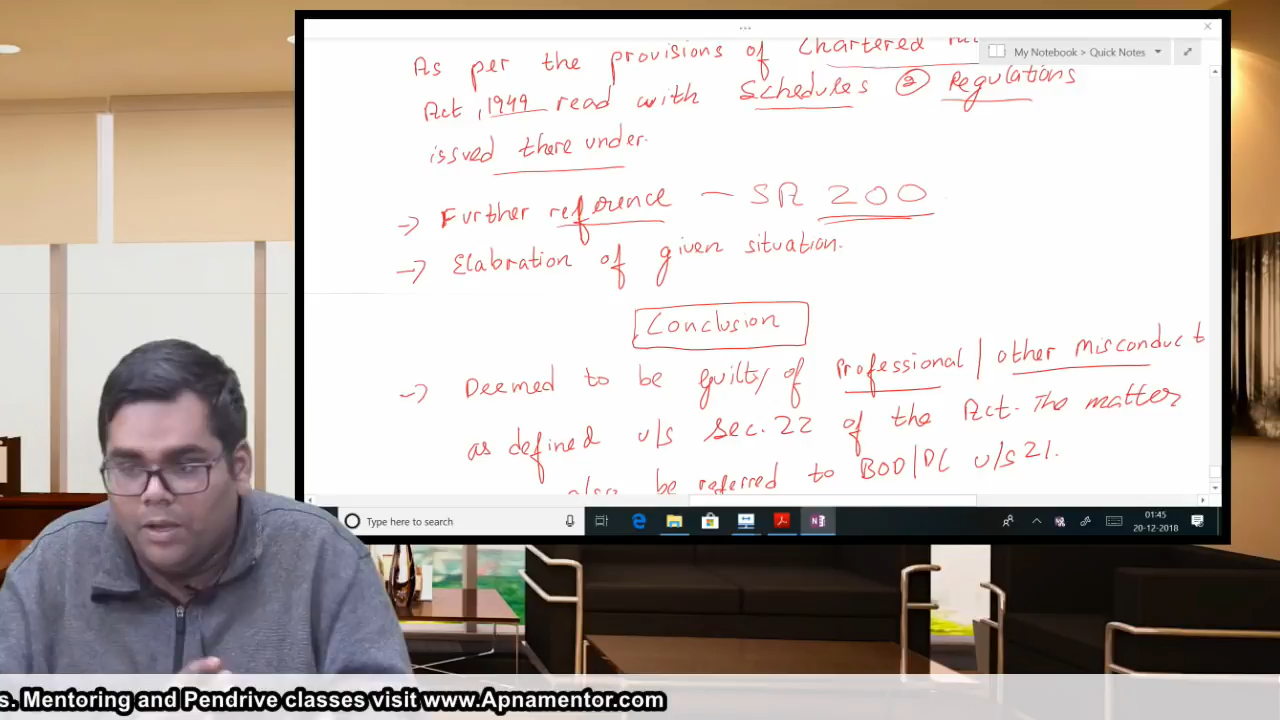 My Notebook > Quick Notes
As per the provisions of Chartered
Act, 1949 read with Schedules & Regulations
issued there under.
→ Further reference — SA 200
→ Elabration of given situation.
Conclusion
→ Deemed to be guilty of Professional / other misconduct
as defined u/s sec. 22 of the Act. The matter
also be referred to BOD/DC u/s 21.
Type here to search
01:45
20-12-2018
s. Mentoring and Pendrive classes visit www.Apnamentor.com